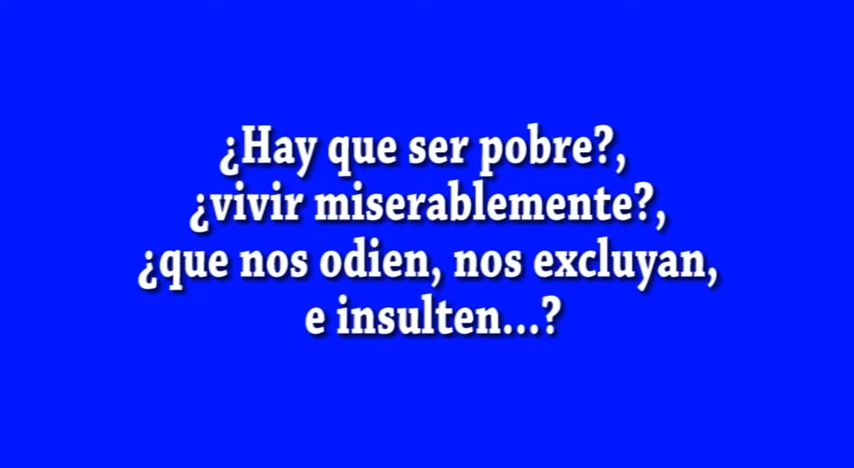 ¿Hay que ser pobre?,
¿vivir miserablemente?,
¿que nos odien, nos excluyan,
e insulten...?